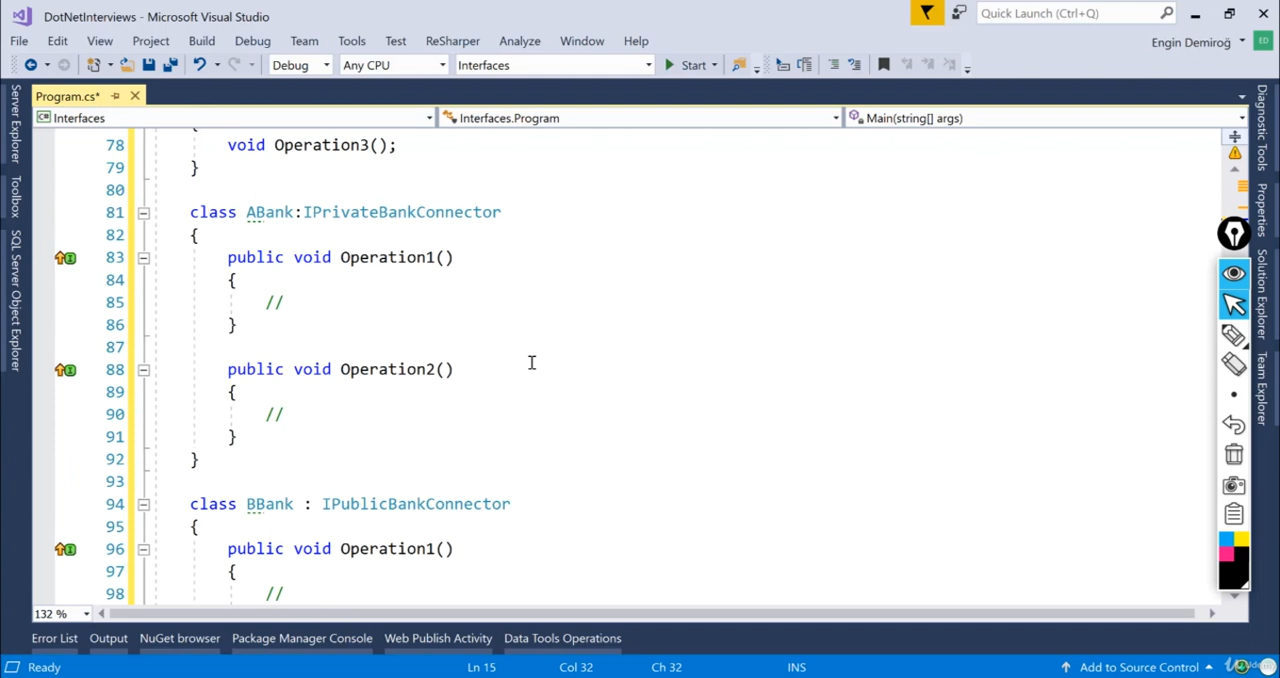 DotNetInterviews - Microsoft Visual Studio
Quick Launch (Ctrl+Q)
File Edit View Project Build Debug Team Tools Test ReSharper Analyze Window Help
Engin Demiroğ
ED
Debug Any CPU Interfaces Start
Program.cs*
Interfaces Interfaces.Program Main(string[] args)
Server Explorer
Toolbox
SQL Server Object Explorer
{
78 void Operation3();
79 }
80
81 class ABank:IPrivateBankConnector
82 {
83 public void Operation1()
84 {
85 //
86 }
87
88 public void Operation2()
89 {
90 //
91 }
92 }
93
94 class BBank : IPublicBankConnector
95 {
96 public void Operation1()
97 {
98 //
Diagnostic Tools
Properties
Solution Explorer
Team Explorer
132 %
Error List Output NuGet browser Package Manager Console Web Publish Activity Data Tools Operations
Ready Ln 15 Col 32 Ch 32 INS Add to Source Control